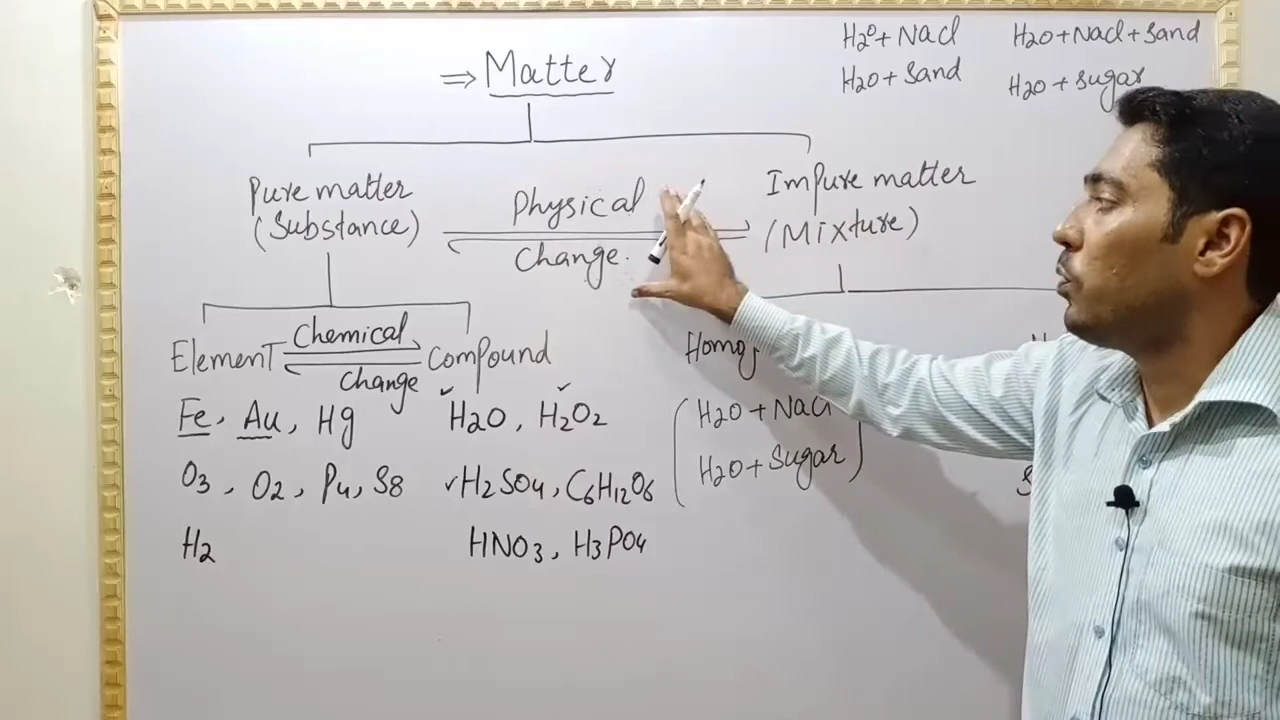 H2O + NaCl
H2O + NaCl + Sand
H2O + Sand
H2O + Sugar
⇒ Matter
Pure matter
(Substance)
Physical
Change.
Impure matter
(Mixture)
Element
Chemical
Change
Compound
Fe, Au, Hg
O3, O2, P4, S8
H2
H2O, H2O2
H2SO4, C6H12O6
HNO3, H3PO4
Homog
H2O + NaCl
H2O + Sugar